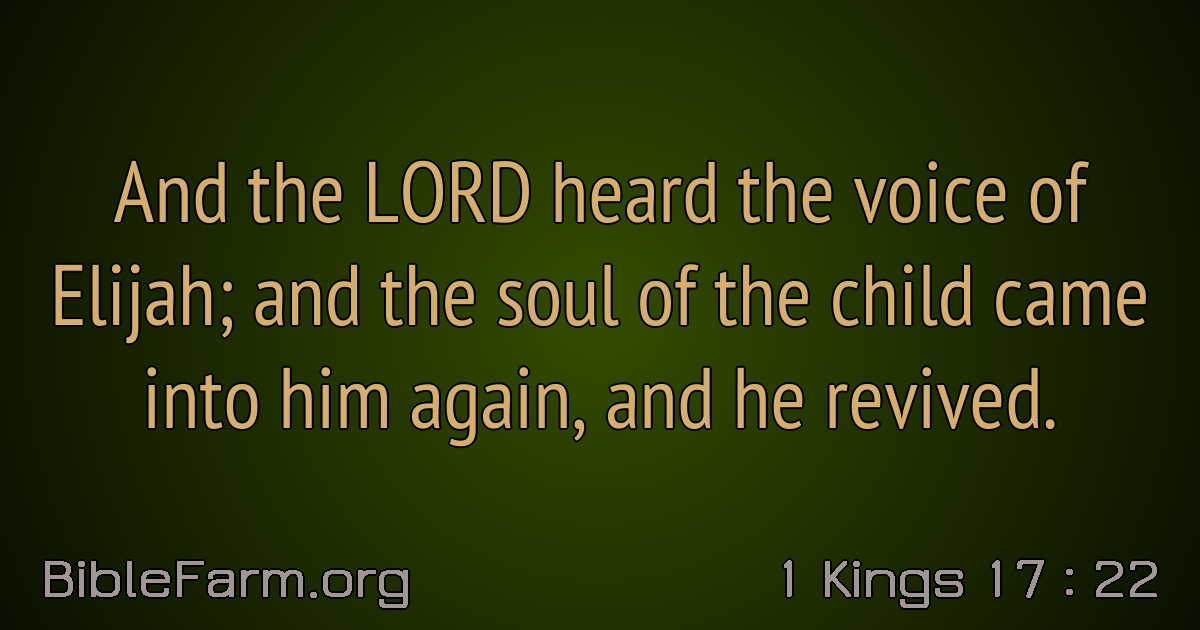 And the LORD heard the voice of
Elijah; and the soul of the child came
into him again, and he revived.
BibleFarm.org
1 Kings 17 : 22